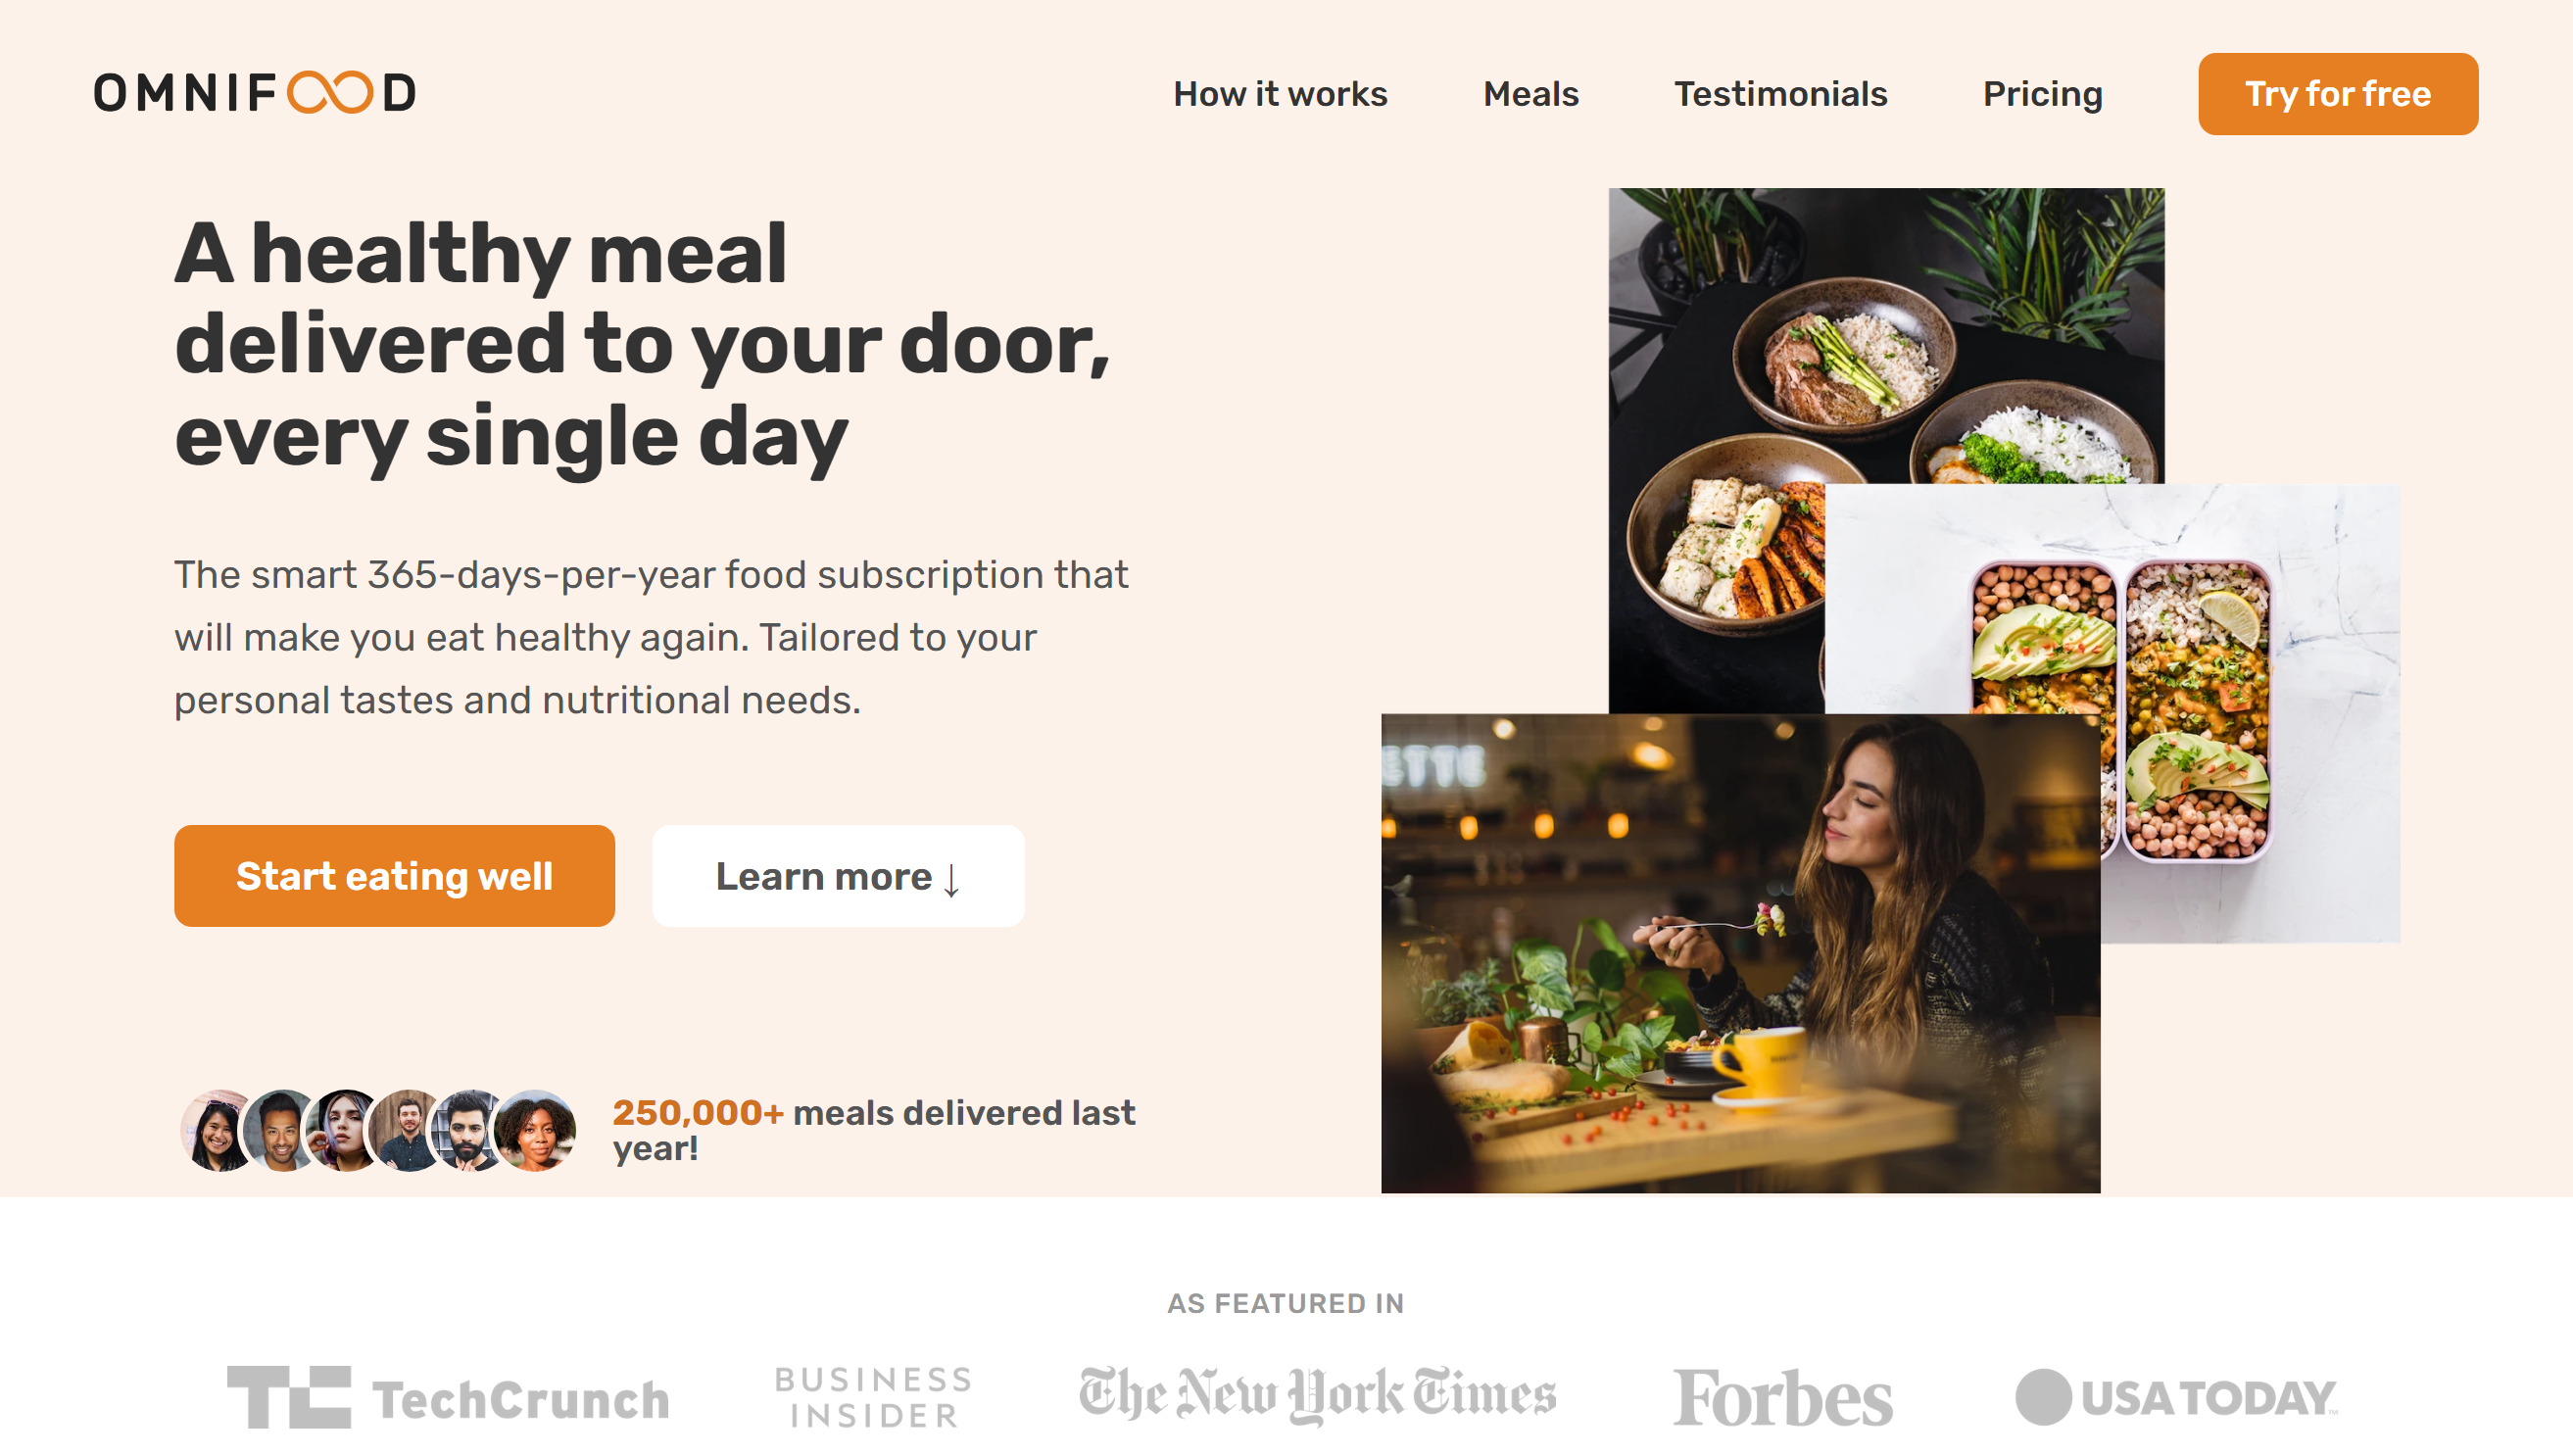 OMNIFOOD
How it works
Meals
Testimonials
Pricing
Try for free
A healthy meal
delivered to your door,
every single day
The smart 365-days-per-year food subscription that
will make you eat healthy again. Tailored to your
personal tastes and nutritional needs.
Start eating well
Learn more ↓
250,000+ meals delivered last
year!
ETTE
AS FEATURED IN
TC TechCrunch
BUSINESS
INSIDER
The New York Times
Forbes
USA TODAY™